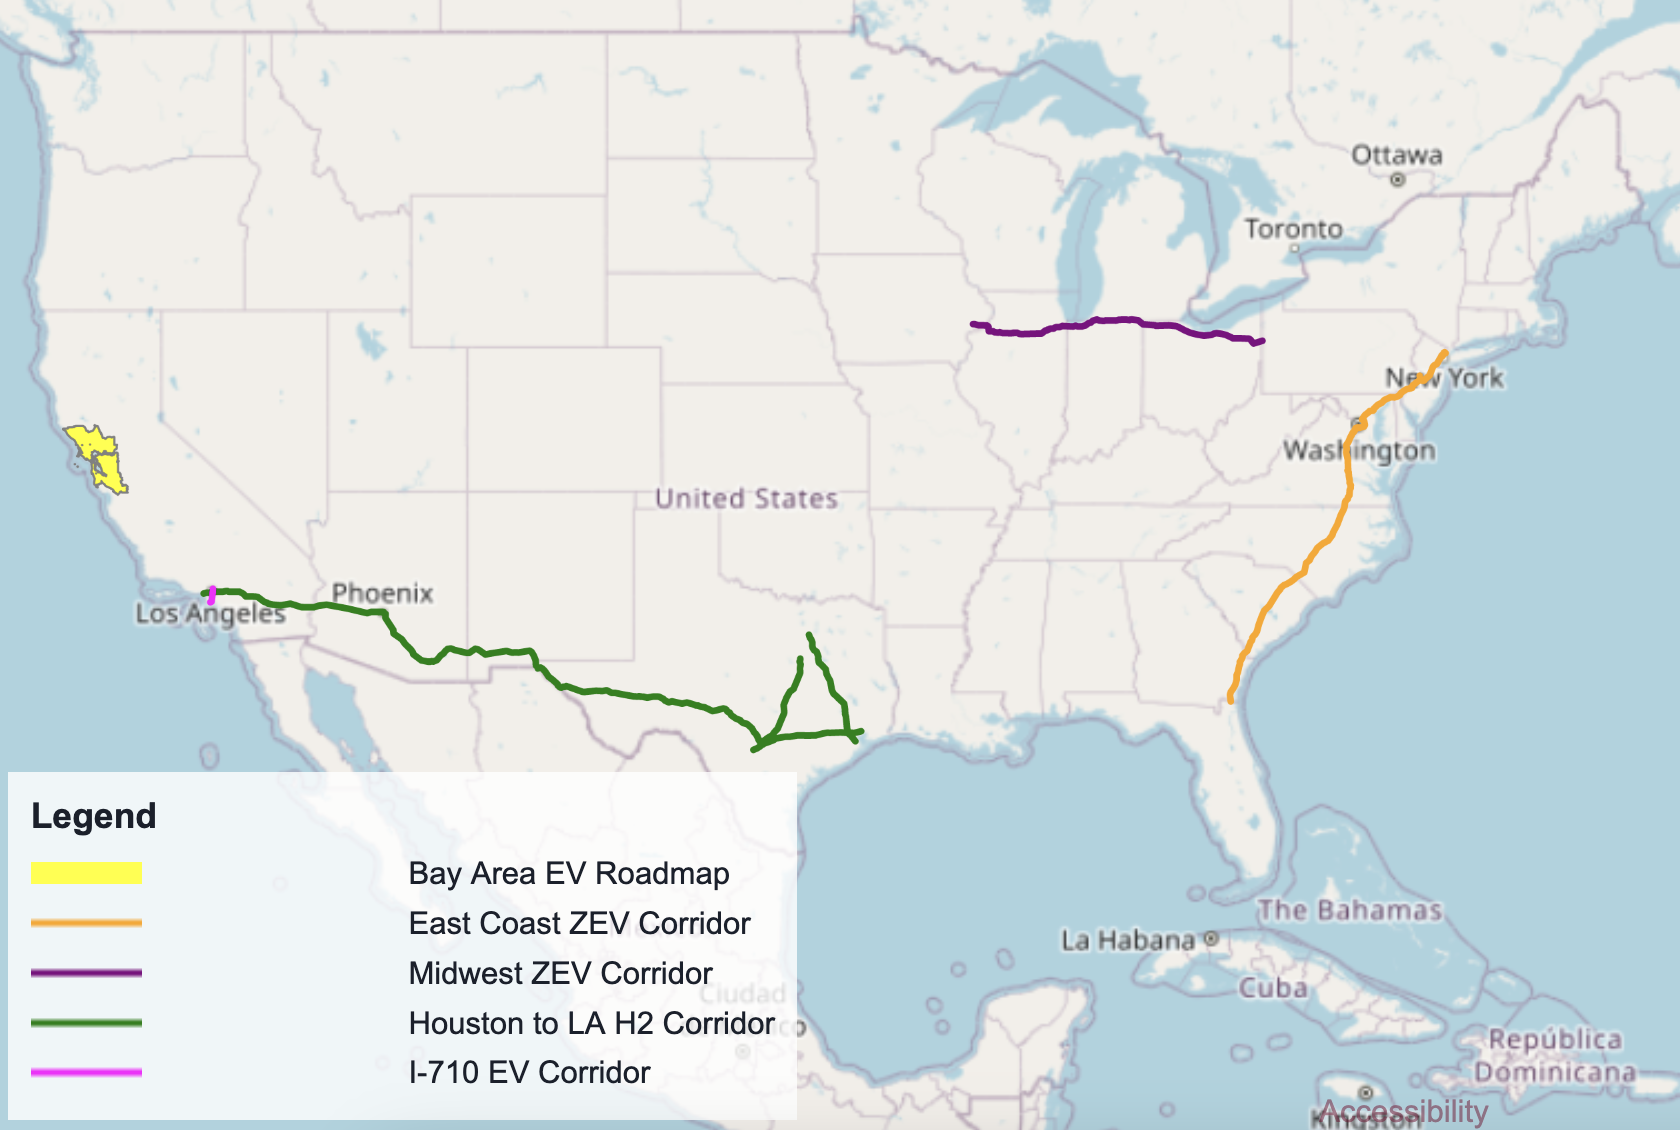 Ottawa
Toronto
New York
Washington
United States
Phoenix
Los Angeles
Legend
Bay Area EV Roadmap
East Coast ZEV Corridor
Midwest ZEV Corridor
Houston to LA H2 Corridor
I-710 EV Corridor
Ciudad
The Bahamas
La Habana
Cuba
República
Dominicana
Kingston
Accessibility